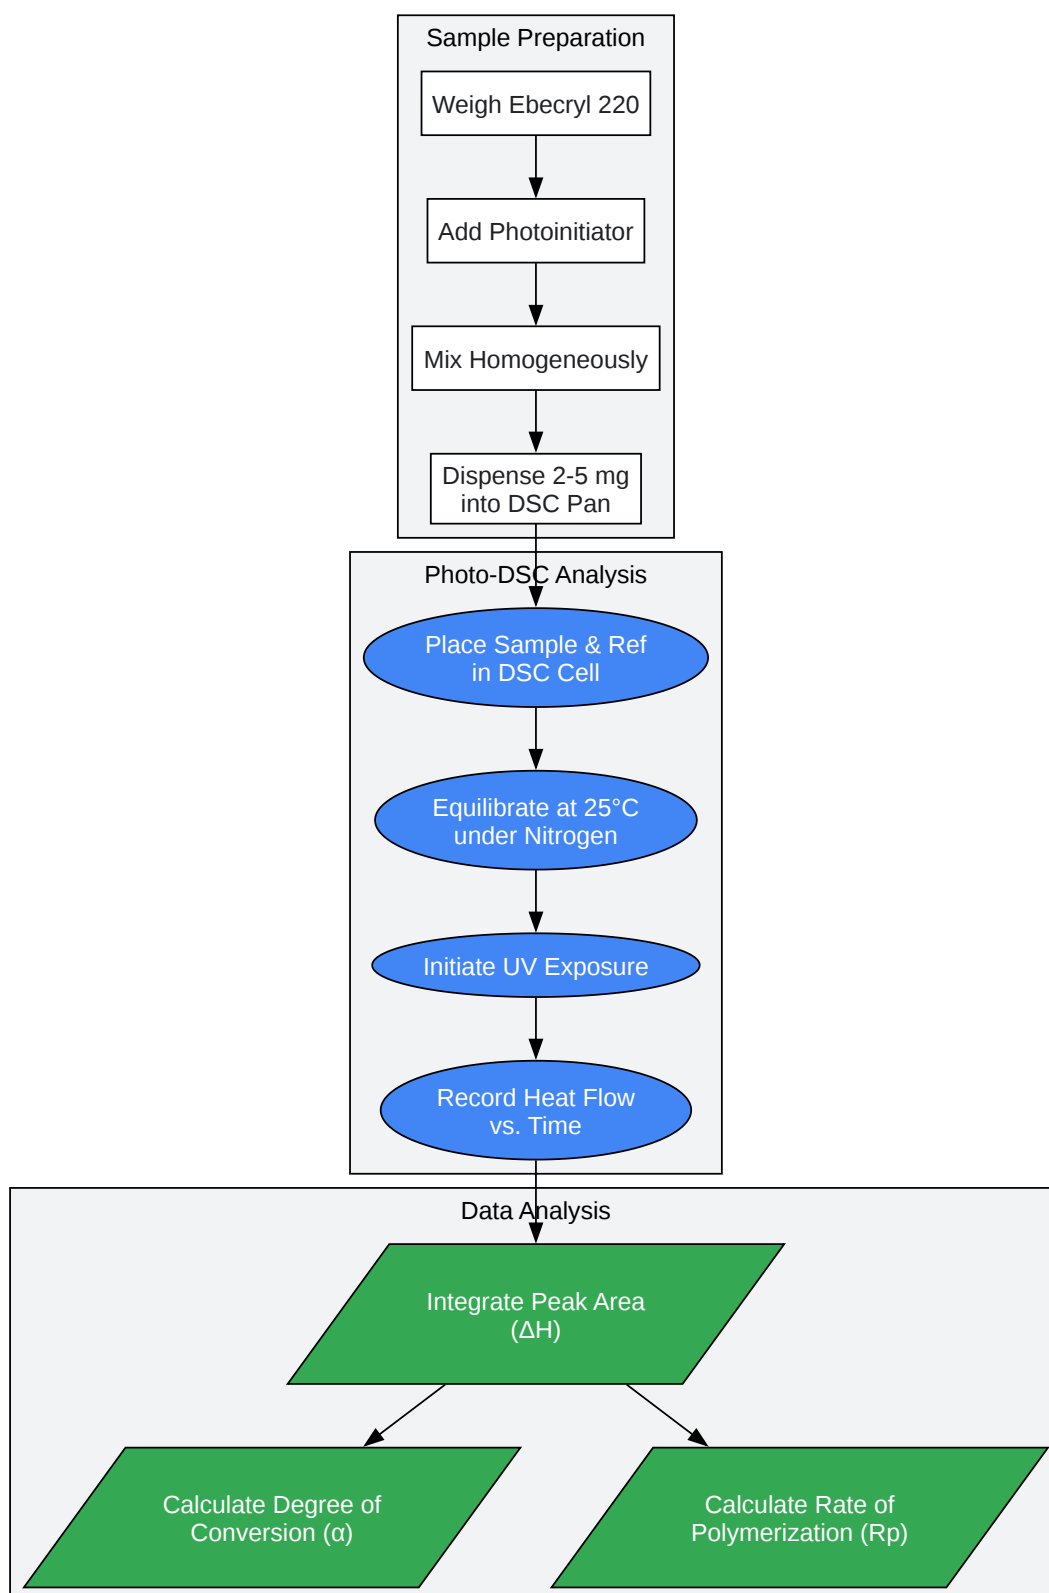 Sample Preparation
Weigh Ebecryl 220
Add Photoinitiator
Mix Homogeneously
Dispense 2-5 mg
into DSC Pan
Photo-DSC Analysis
Place Sample & Ref
in DSC Cell
Equilibrate at 25°C
under Nitrogen
Initiate UV Exposure
Record Heat Flow
vs. Time
Data Analysis
Integrate Peak Area
(ΔH)
Calculate Degree of
Conversion (α)
Calculate Rate of
Polymerization (Rp)